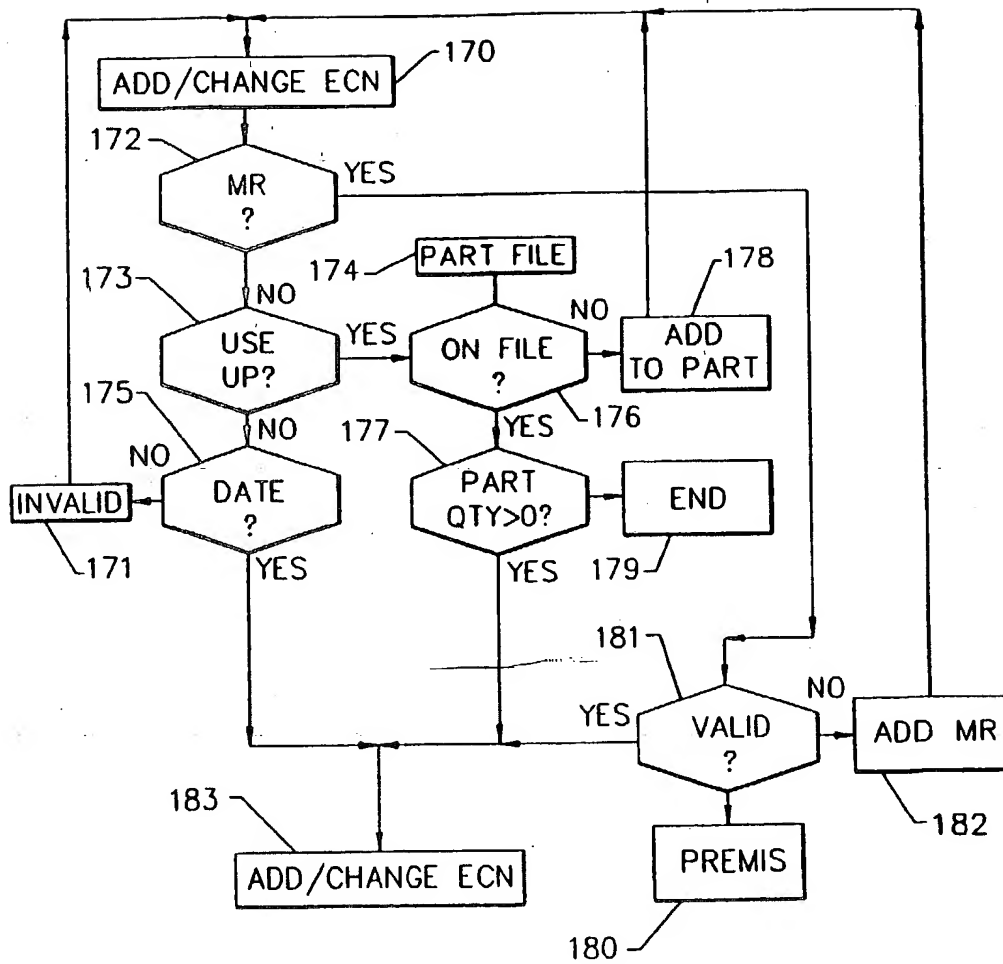 170
ADD/CHANGE ECN
172
YES
MR
?
174
PART FILE
178
173
NO
YES
NO
USE
UP?
ON FILE
?
ADD
TO PART
175
NO
176
YES
177
NO
DATE
?
PART
QTY>0?
END
INVALID
171
YES
YES
179
181
YES
NO
VALID
?
ADD MR
183
182
ADD/CHANGE ECN
PREMIS
180